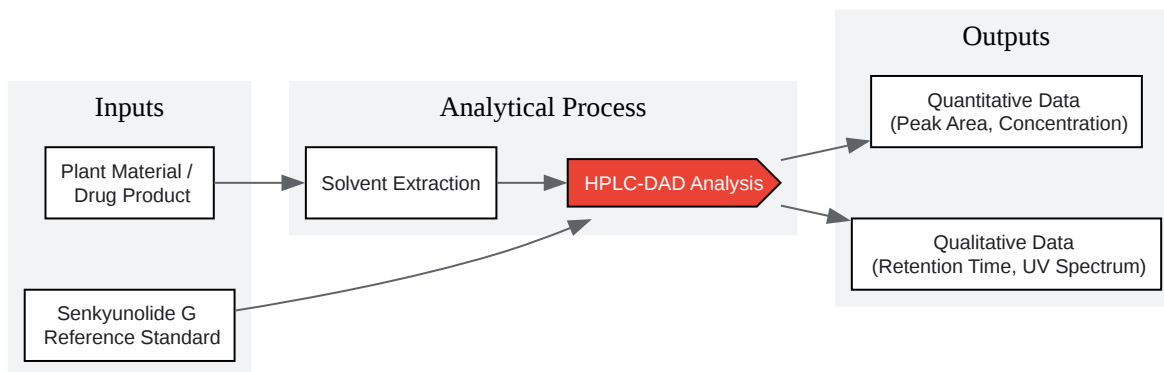 Inputs
Plant Material /
Drug Product
Senkyunolide G
Reference Standard
Analytical Process
Solvent Extraction
HPLC-DAD Analysis
Outputs
Quantitative Data
(Peak Area, Concentration)
Qualitative Data
(Retention Time, UV Spectrum)